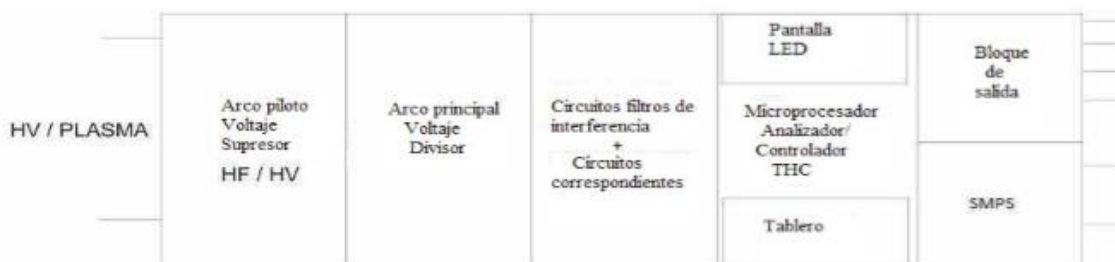 HV / PLASMA
Arco piloto
Voltaje
Supresor
HF / HV
Arco principal
Voltaje
Divisor
Circuitos filtros de
interferencia
+
Circuitos
correspondientes
Pantalla
LED
Microprocesador
Analizador/
Controlador
THC
Tablero
Bloque
de
salida
SMPS